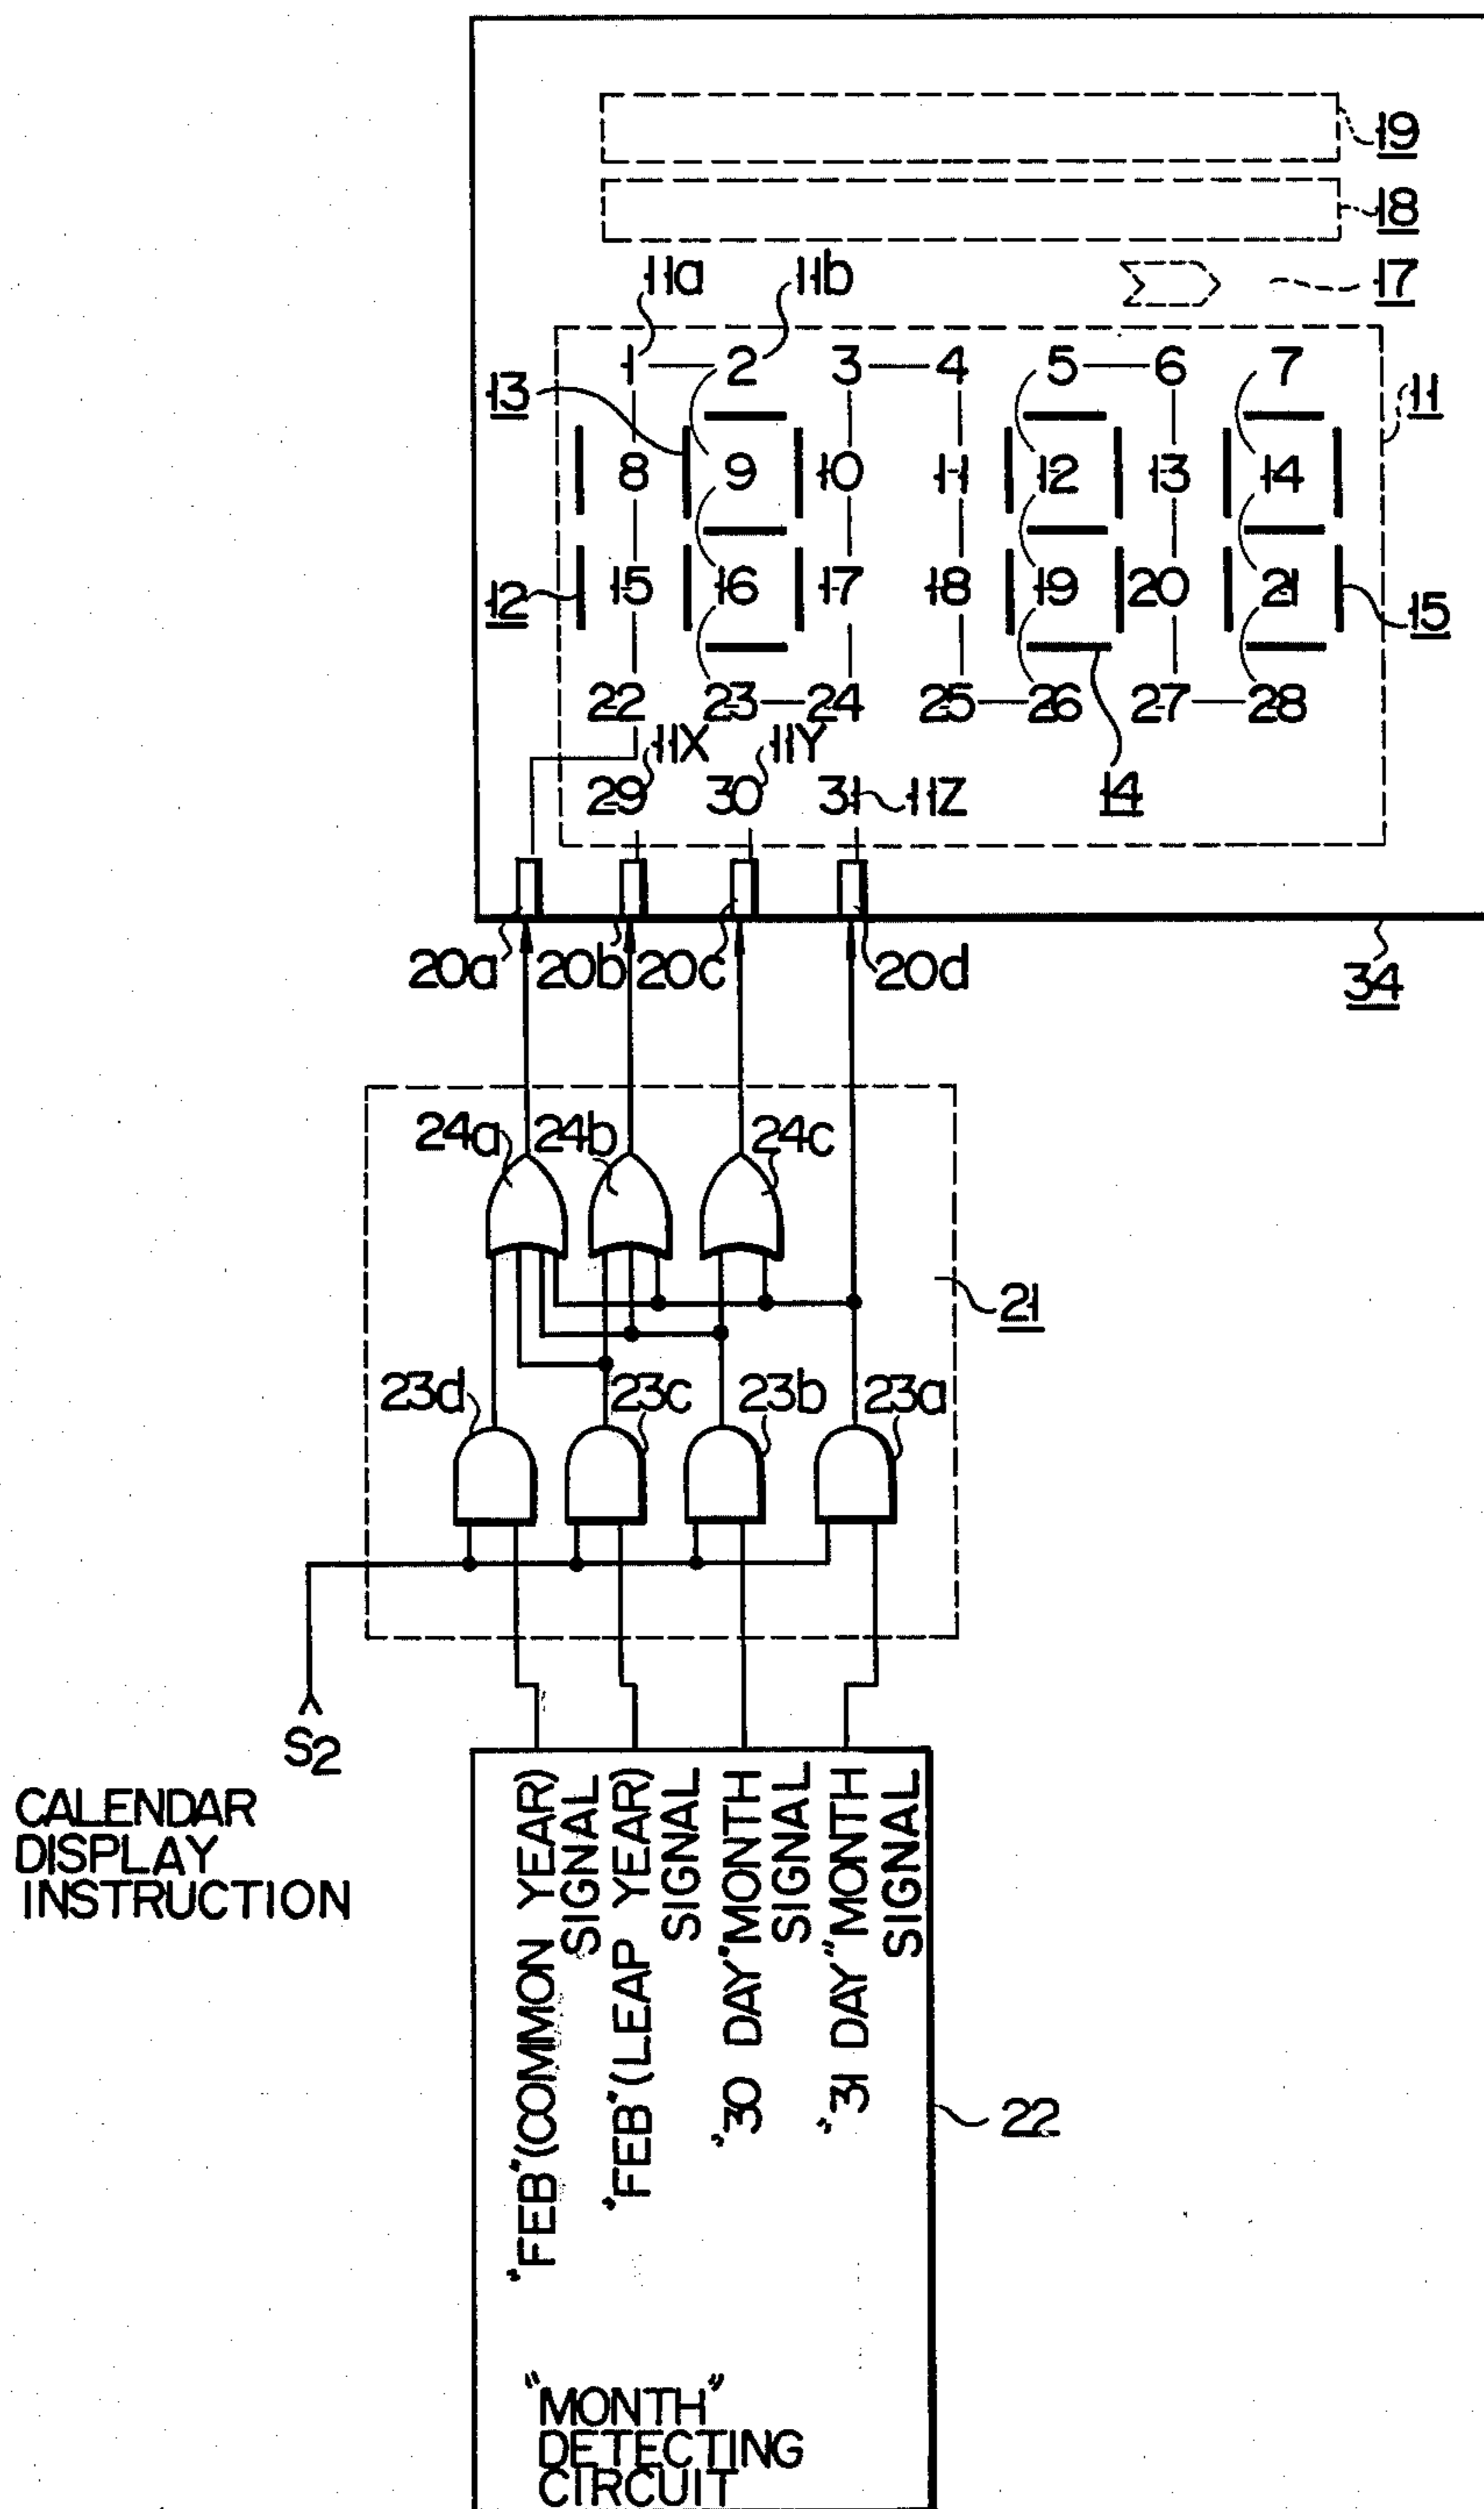 19
18
17
11a 11b
1 2 3 4 5 6 7
13 11
8 9 10 11 12 13 14
12 15 16 17 18 19 20 21 15
22 23 24 25 26 27 28
11X 11Y
29 30 31 11Z 14
20a 20b 20c 20d
34
24a 24b 24c
21
23d 23c 23b 23a
S2
CALENDAR
DISPLAY
INSTRUCTION
"FEB"(COMMON YEAR)
SIGNAL
"FEB"(LEAP YEAR)
SIGNAL
"30 DAY"MONTH
SIGNAL
"31 DAY"MONTH
SIGNAL
22
"MONTH"
DETECTING
CIRCUIT